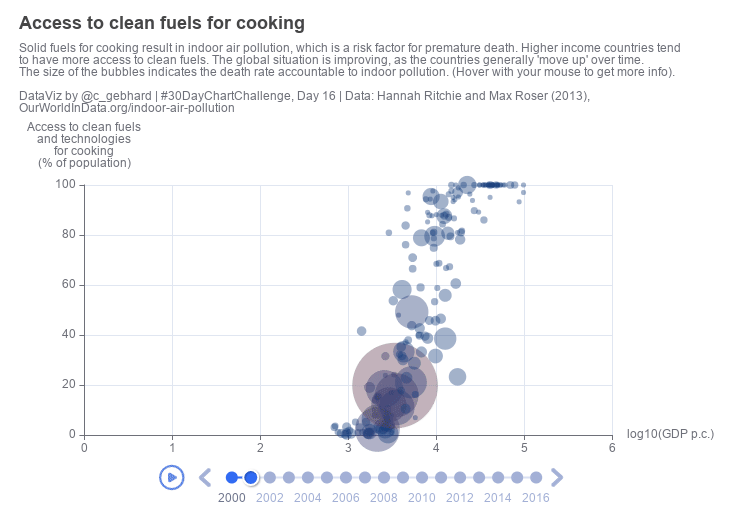 Access to clean fuels for cooking
Solid fuels for cooking result in indoor air pollution, which is a risk factor for premature death. Higher income countries tend
to have more access to clean fuels. The global situation is improving, as the countries generally 'move up' over time.
The size of the bubbles indicates the death rate accountable to indoor pollution. (Hover with your mouse to get more info).
DataViz by @c_gebhard | #30DayChartChallenge, Day 16 | Data: Hannah Ritchie and Max Roser (2013),
OurWorldInData.org/indoor-air-pollution
Access to clean fuels
and technologies
for cooking
(% of population)
100
80
60
40
20
0
0 1 2 3 4 5 6
log10(GDP p.c.)
2000 2002 2004 2006 2008 2010 2012 2014 2016